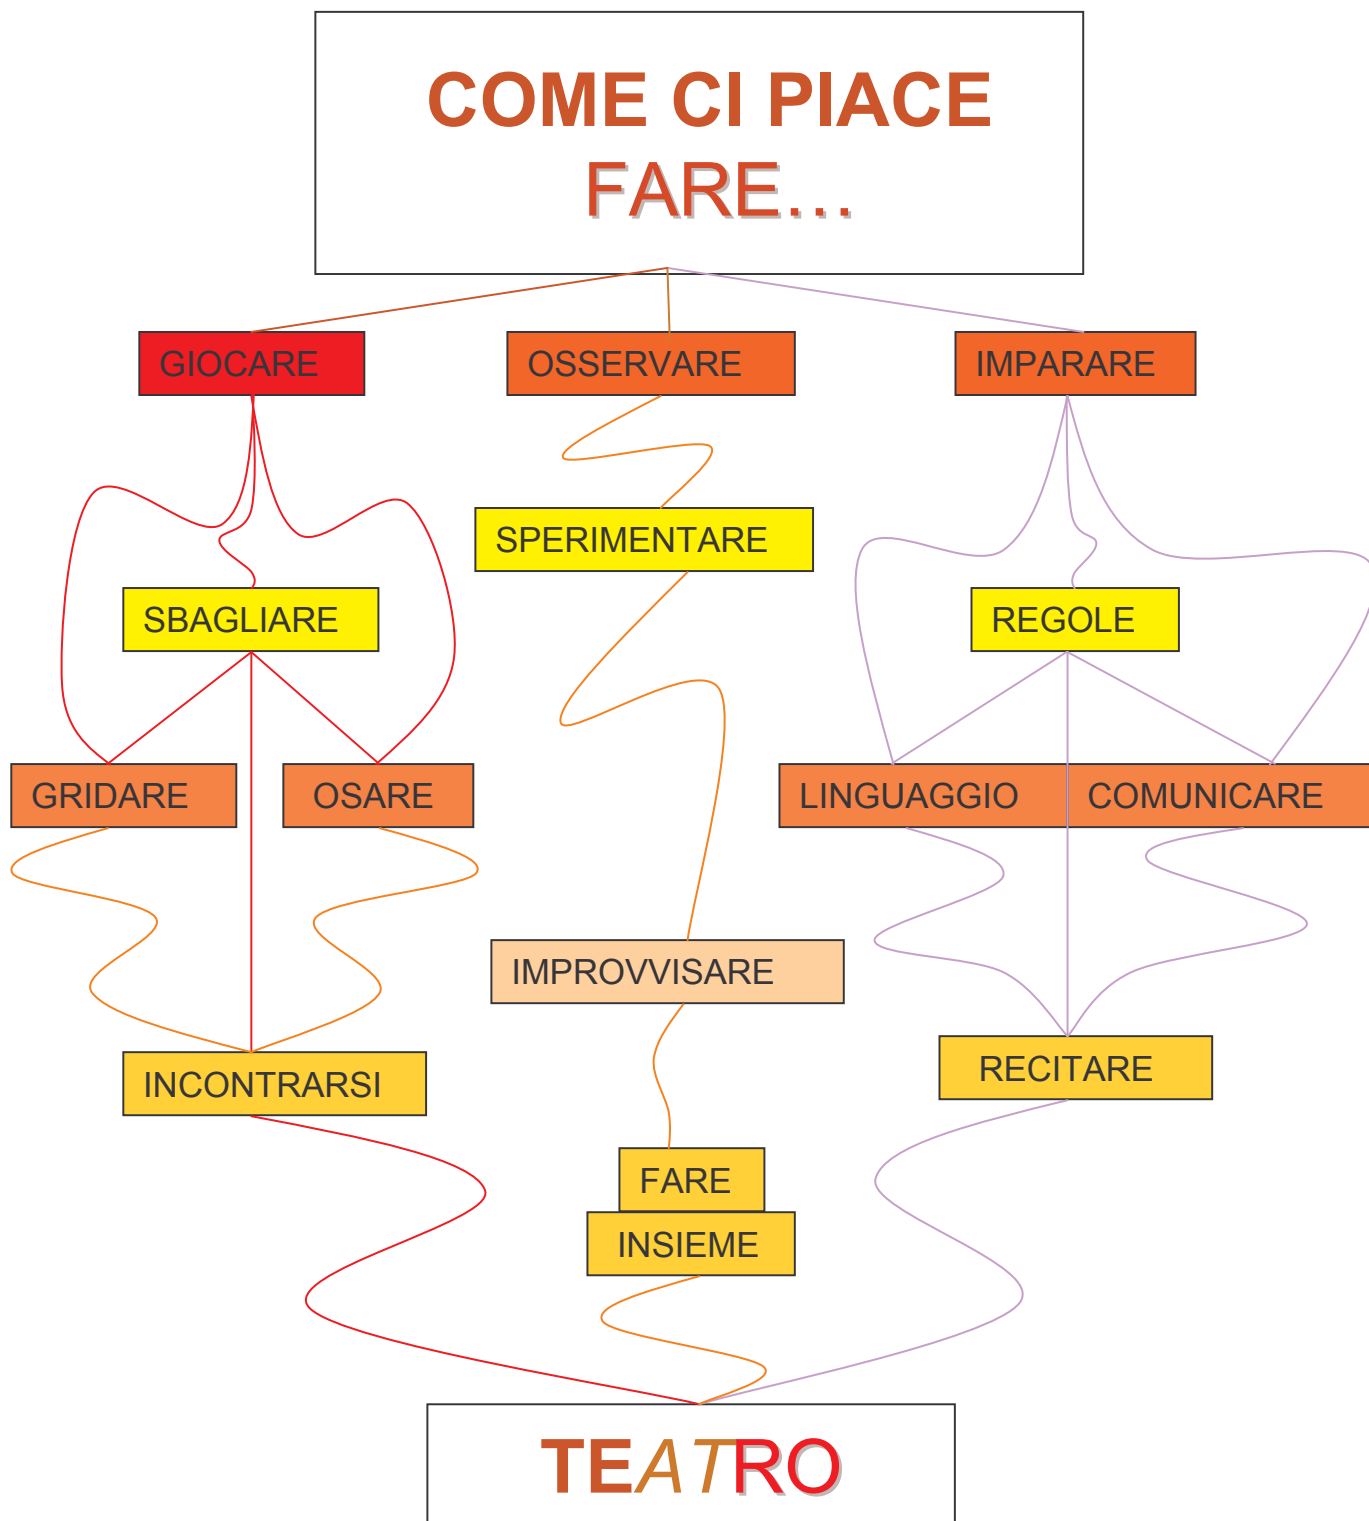 COME CI PIACE
FARE...
GIOCARE
OSSERVARE
IMPARARE
SPERIMENTARE
SBAGLIARE
REGOLE
GRIDARE
OSARE
LINGUAGGIO
COMUNICARE
IMPROVVISARE
INCONTRARSI
RECITARE
FARE
INSIEME
TEATRO